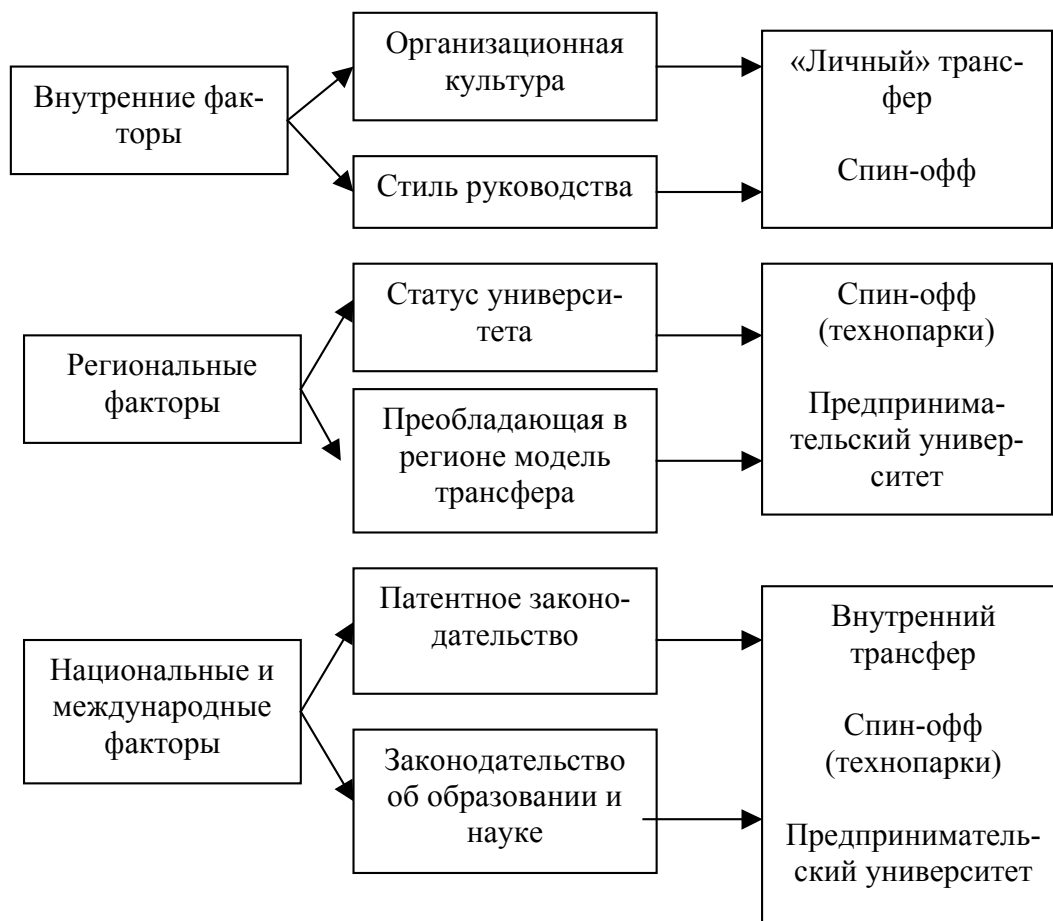 Внутренние фак-
торы
Организационная
культура
Стиль руководства
«Личный» транс-
фер
Спин-офф
Региональные
факторы
Статус универси-
тета
Преобладающая в
регионе модель
трансфера
Спин-офф
(технопарки)
Предпринима-
тельский универ-
ситет
Национальные и
международные
факторы
Патентное законо-
дательство
Законодательство
об образовании и
науке
Внутренний
трансфер
Спин-офф
(технопарки)
Предприниматель-
ский университет